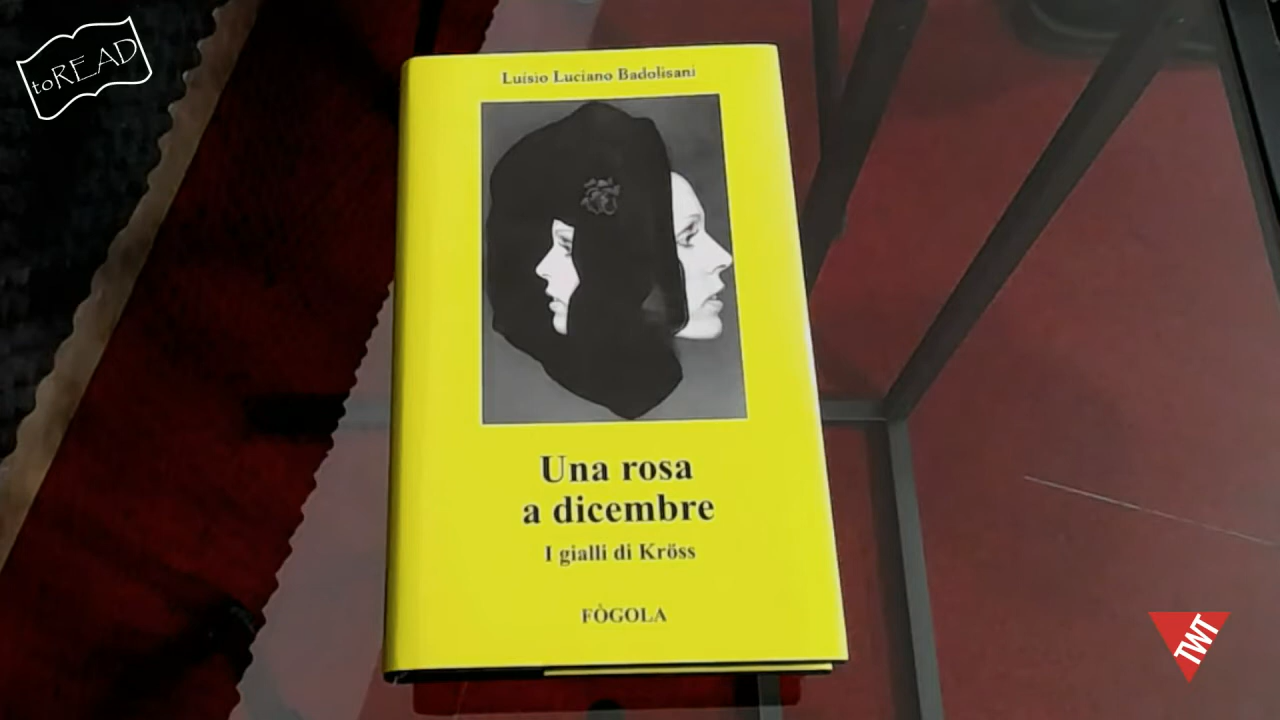 toREAD
Luisio Luciano Badolisani
Una rosa
a dicembre
I gialli di Kröss
FÒGOLA
TWT